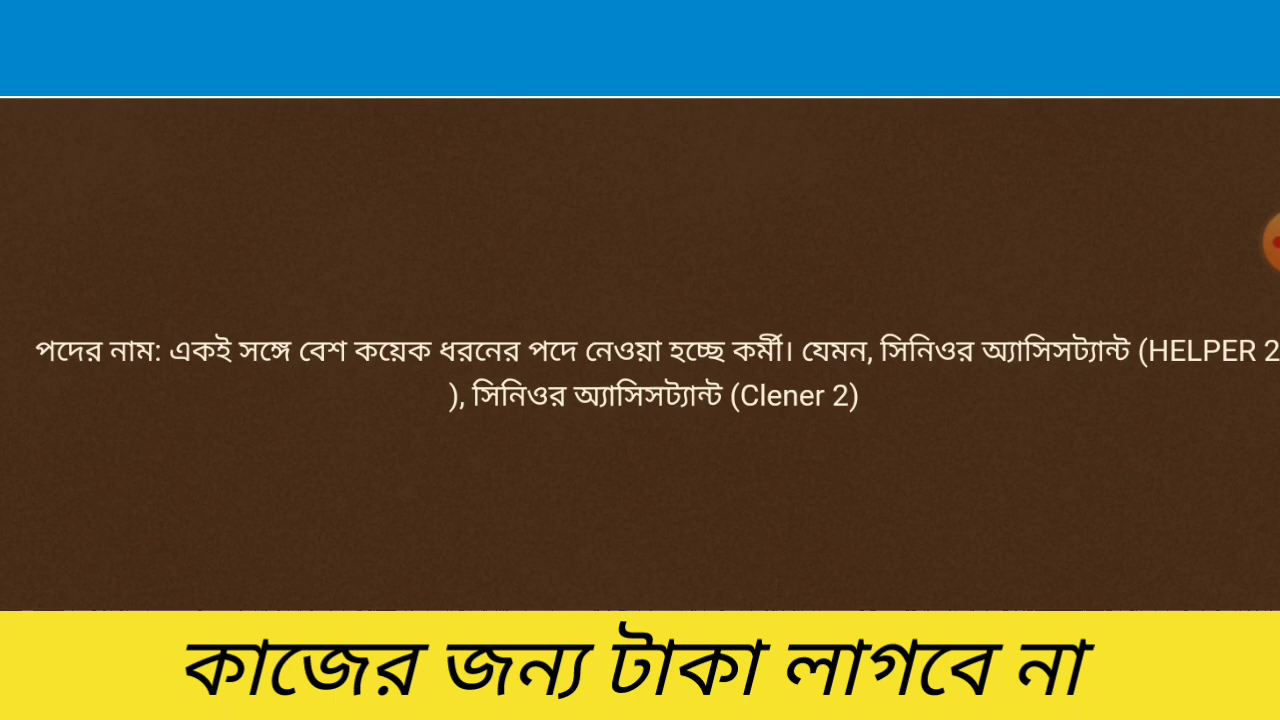 পদের নাম: একই সঙ্গে বেশ কয়েক ধরনের পদে নেওয়া হচ্ছে কর্মী। যেমন, সিনিওর অ্যাসিসট্যান্ট (HELPER 2
), সিনিওর অ্যাসিসট্যান্ট (Clener 2)
কাজের জন্য টাকা লাগবে না